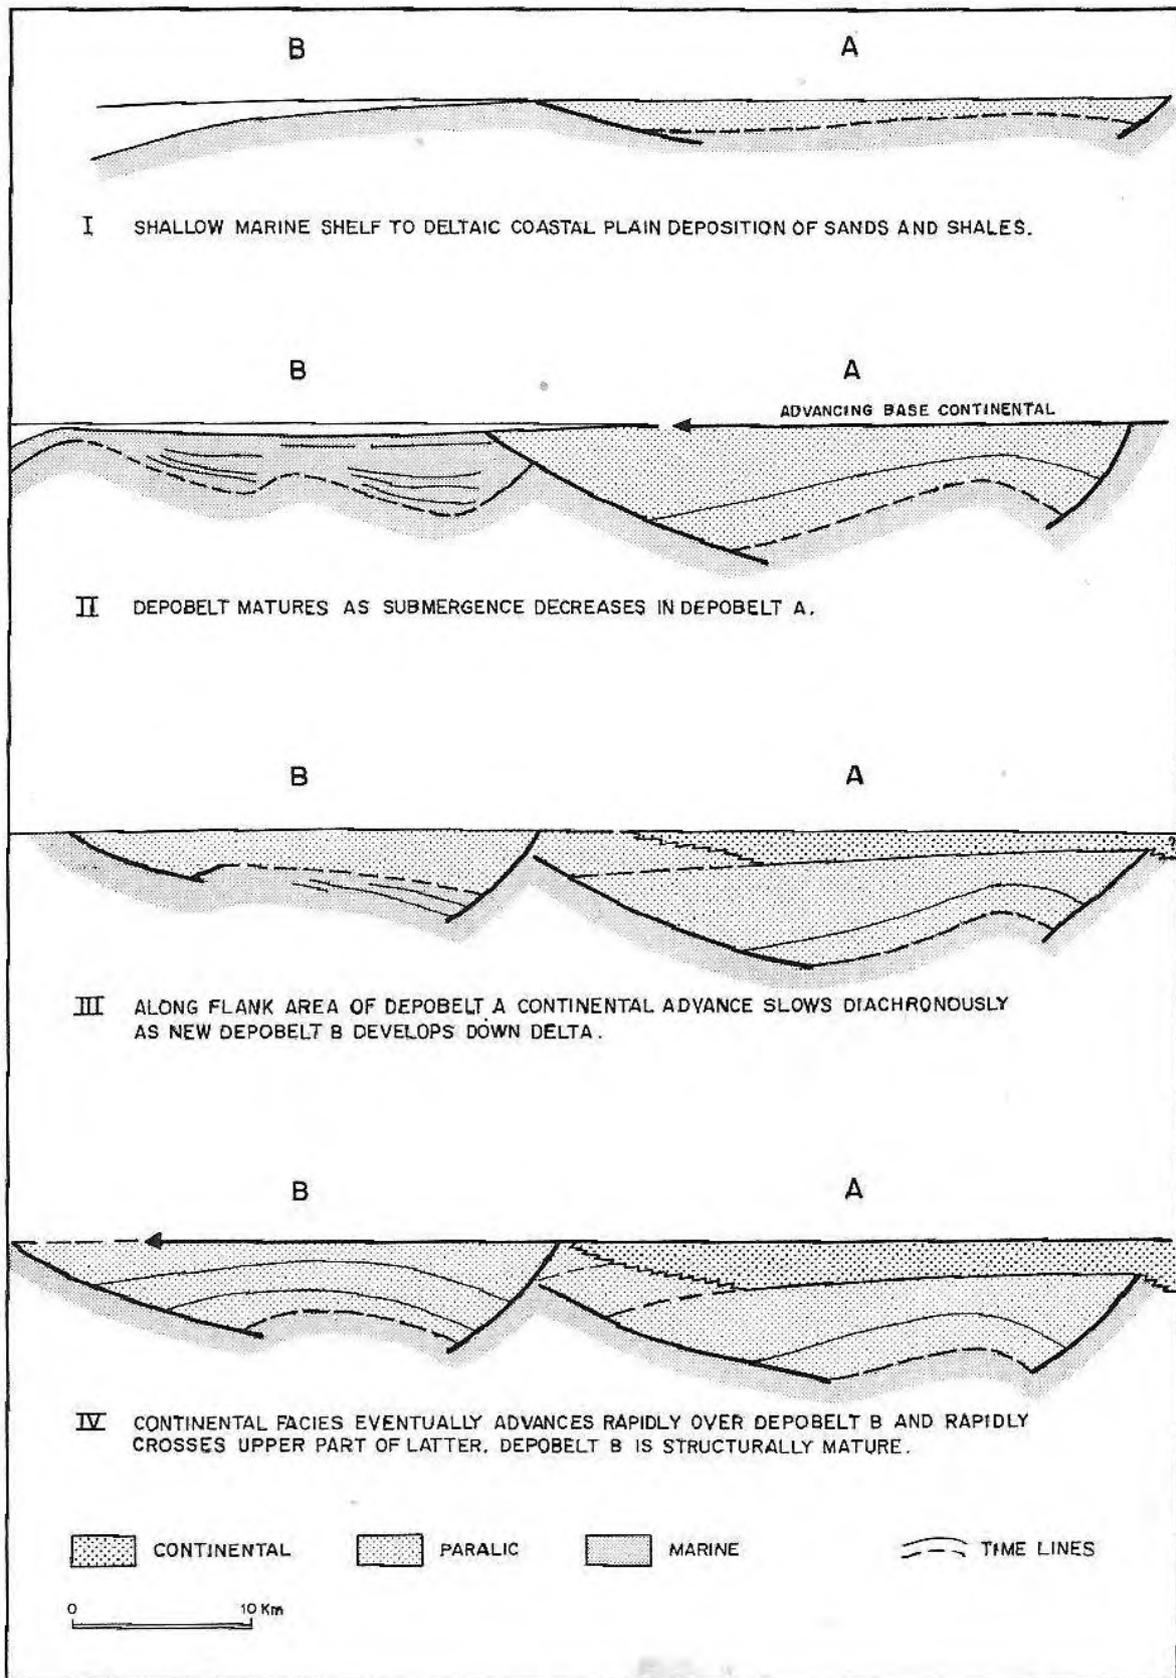 B A
I SHALLOW MARINE SHELF TO DELTAIC COASTAL PLAIN DEPOSITION OF SANDS AND SHALES.
B A
ADVANCING BASE CONTINENTAL
II DEPOBELT MATURES AS SUBMERGENCE DECREASES IN DEPOBELT A.
B A
?
III ALONG FLANK AREA OF DEPOBELT A CONTINENTAL ADVANCE SLOWS DIACHRONOUSLY
AS NEW DEPOBELT B DEVELOPS DOWN DELTA.
B A
IV CONTINENTAL FACIES EVENTUALLY ADVANCES RAPIDLY OVER DEPOBELT B AND RAPIDLY
CROSSES UPPER PART OF LATTER. DEPOBELT B IS STRUCTURALLY MATURE.
CONTINENTAL PARALIC MARINE TIME LINES
0 10 Km